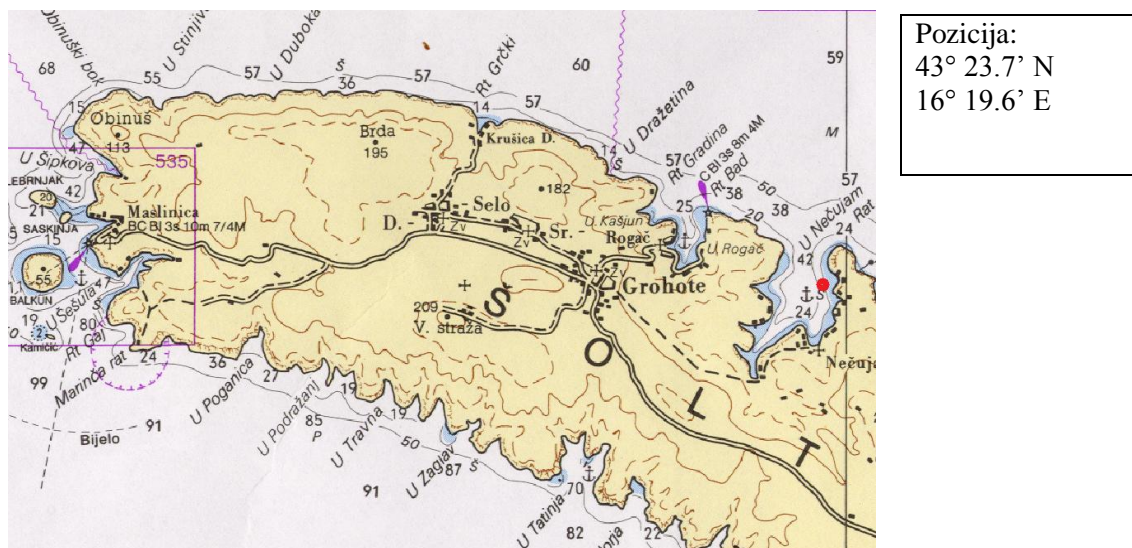 Pozicija:
43° 23.7' N
16° 19.6' E
Obinuški bok
U Stinjiva
U Duboka
Š
Rt Grčki
68
55
57
57
36
57
60
59
15
14
57
Obinuš
113
47
Brda
195
Krušica D.
U Dražetina
14
Š
57
50
M
57
535
U Šipkova
Rt Gradina
C Bl 3s 8m 4M
Rt Bad
38
20
38
U Nečujam
Rat
24
LEBRNJAK
20
42
21
182
25
SASKINJA
15
Maslinica
BC Bl 3s 10m 7/4M
D.
- Selo
Zv
Zv
Sr. -
U Kašjun
Rogač
U Rogač
42
55
47
Zv
Grohote
Š
24
BALKUN
19
U Šešula
Š
80
209
V. straža
Š
O
L
T
2
Kamičić
Rt Gaj
Marinča rat
24
Nečuja
99
36
27
19
19
U Poganica
U Podražanj
85
P
U Travna
50
91
Bijelo
U Zaglav
87
Š
91
70
U Tatinja
82
22